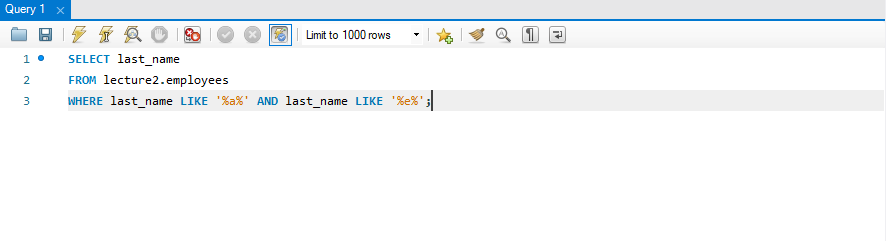 Query 1
Limit to 1000 rows
1 SELECT last_name
2 FROM lecture2.employees
3 WHERE last_name LIKE '%a%' AND last_name LIKE '%e%';